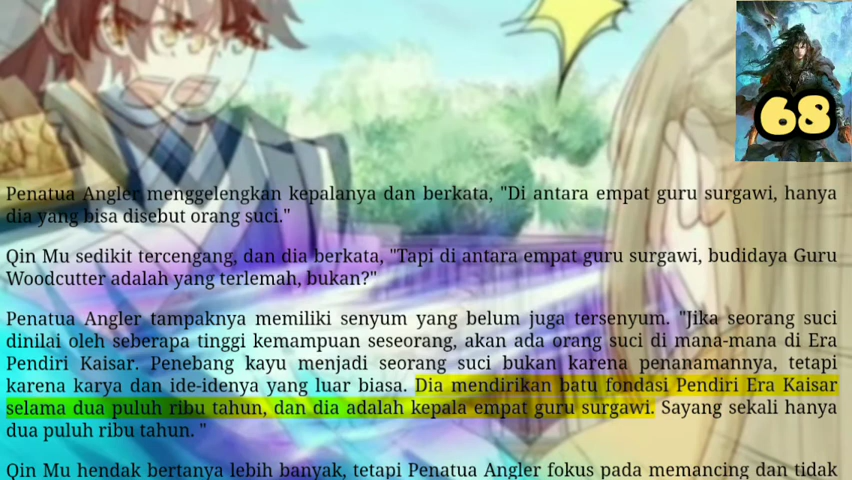 68
Penatua Angler menggelengkan kepalanya dan berkata, "Di antara empat guru surgawi, hanya
dia yang bisa disebut orang suci."
Qin Mu sedikit tercengang, dan dia berkata, "Tapi di antara empat guru surgawi, budidaya Guru
Woodcutter adalah yang terlemah, bukan?"
Penatua Angler tampaknya memiliki senyum yang belum juga tersenyum. "Jika seorang suci
dinilai oleh seberapa tinggi kemampuan seseorang, akan ada orang suci di mana-mana di Era
Pendiri Kaisar. Penebang kayu menjadi seorang suci bukan karena penanamannya, tetapi
karena karya dan ide-idenya yang luar biasa. Dia mendirikan batu fondasi Pendiri Era Kaisar
selama dua puluh ribu tahun, dan dia adalah kepala empat guru surgawi. Sayang sekali hanya
dua puluh ribu tahun. "
Qin Mu hendak bertanya lebih banyak, tetapi Penatua Angler fokus pada memancing dan tidak